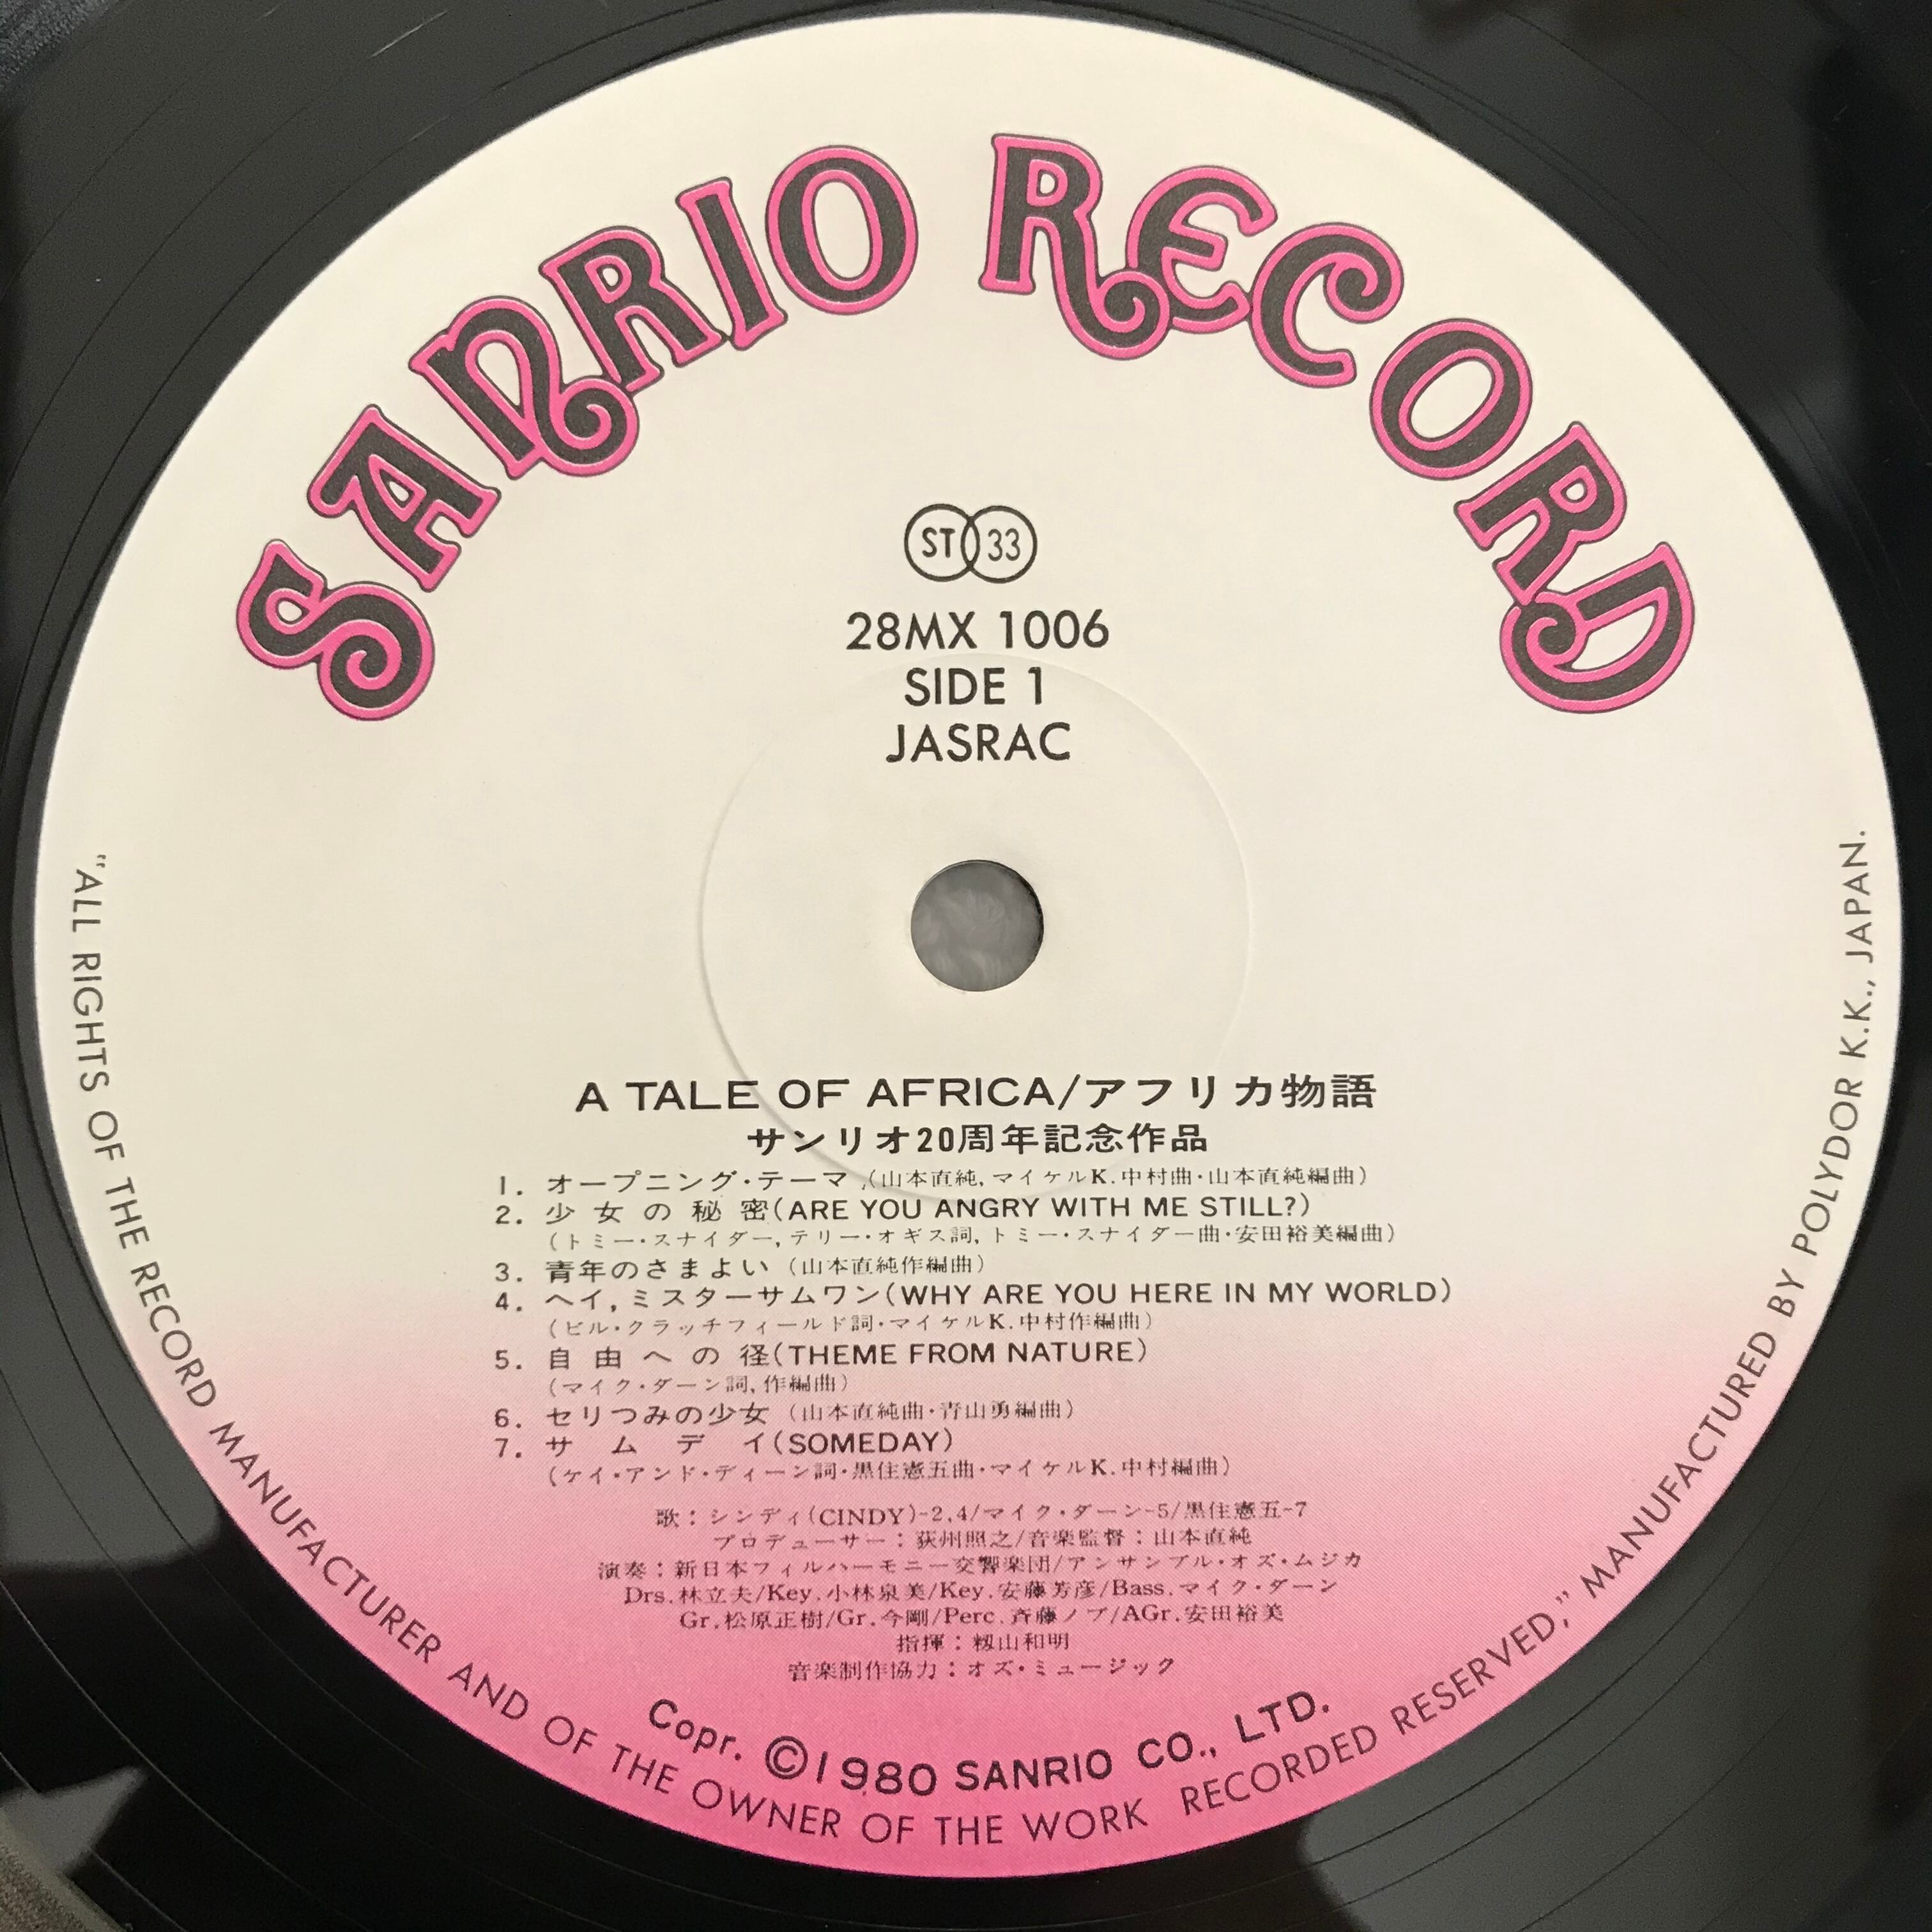 SANRIO RECORD
ST 33
28MX 1006
SIDE 1
JASRAC
A TALE OF AFRICA/アフリカ物語
サンリオ20周年記念作品
1. オープニング・テーマ (山本直純,マイケルK.中村曲・山本直純編曲)
2. 少女の秘密(ARE YOU ANGRY WITH ME STILL?)
(トミー・スナイダー,テリー・オギス詞,トミー・スナイダー曲・安田裕美編曲)
3. 青年のさまよい (山本直純作編曲)
4. ヘイ,ミスターサムワン(WHY ARE YOU HERE IN MY WORLD)
(ビル・クラッチフィールド詞・マイケルK.中村作編曲)
5. 自由への径(THEME FROM NATURE)
(マイク・ダーン詞,作編曲)
6. セリつみの少女 (山本直純曲・青山勇編曲)
7. サムデイ(SOMEDAY)
(ケイ・アンド・ディーン詞・黒住憲五曲・マイケルK.中村編曲)
歌:シンディ(CINDY)-2,4/マイク・ダーン-5/黒住憲五-7
プロデューサー:荻州照之/音楽監督:山本直純
演奏:新日本フィルハーモニー交響楽団/アンサンブル・オズ・ムジカ
Drs.林立夫/Key.小林泉美/Key.安藤芳彦/Bass.マイク・ダーン
Gr.松原正樹/Gr.今剛/Perc.斉藤ノブ/AGr.安田裕美
指揮:籾山和明
音楽制作協力:オズ・ミュージック
Copr. ©1980 SANRIO CO., LTD.
"ALL RIGHTS OF THE RECORD MANUFACTURER AND OF THE OWNER OF THE WORK RECORDED RESERVED," MANUFACTURED BY POLYDOR K.K., JAPAN.